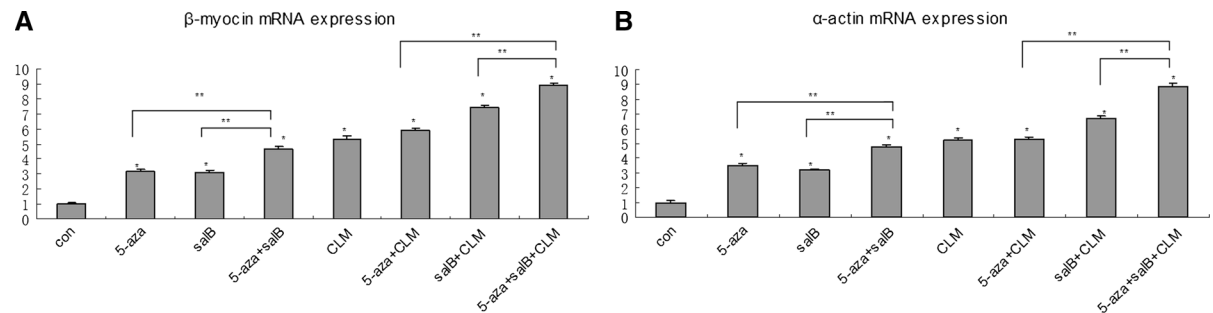 A
β-myocin mRNA expression
**
**
*
10
9
8
7
6
5
4
3
2
1
0
**
**
*
*
*
*
*
*
con
5-aza
salB
5-aza+salB
CLM
5-aza+CLM
salB+CLM
5-aza+salB+CLM
B
α-actin mRNA expression
**
**
*
10
9
8
7
6
5
4
3
2
1
0
**
**
*
*
*
*
*
*
con
5-aza
salB
5-aza+salB
CLM
5-aza+CLM
salB+CLM
5-aza+salB+CLM